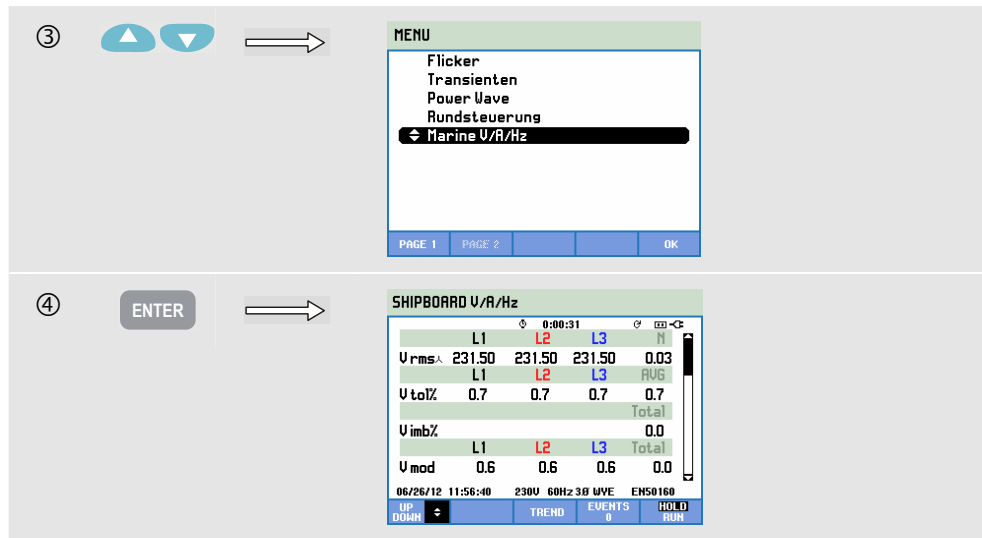 ③
MENU
Flicker
Transienten
Power Wave
Rundsteuerung
Marine V/A/Hz
PAGE 1 PAGE 2 OK
④ ENTER
SHIPBOARD V/A/Hz
0:00:31
L1 L2 L3 N
V rms⅄ 231.50 231.50 231.50 0.03
L1 L2 L3 AVG
V tol% 0.7 0.7 0.7 0.7
Total
V imb% 0.0
L1 L2 L3 Total
V mod 0.6 0.6 0.6 0.0
06/26/12 11:56:40 230V 60Hz 3Ø WYE EN50160
UP DOWN TREND EVENTS 0 HOLD RUN